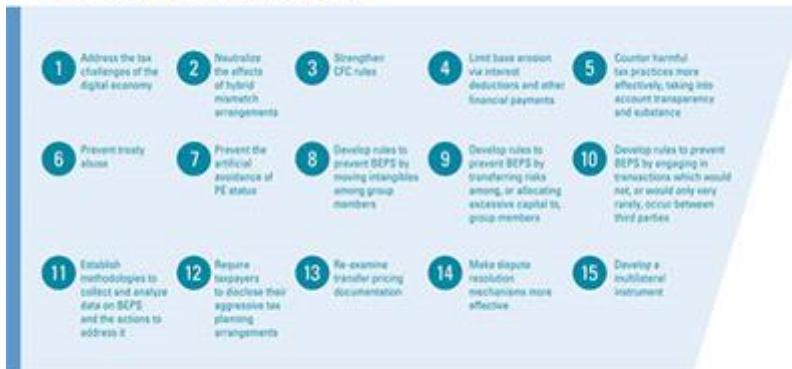 1 Address the tax
challenges of the
digital economy
2 Neutralize
the effects
of hybrid
mismatch
arrangements
3 Strengthen
CFC rules
4 Limit base erosion
via interest
deductions and other
financial payments
5 Counter harmful
tax practices more
effectively, taking into
account transparency
and substance
6 Prevent treaty
abuse
7 Prevent the
artificial
avoidance of
PE status
8 Develop rules to
prevent BEPS by
moving intangibles
among group
members
9 Develop rules to
prevent BEPS by
transferring risks
among, or allocating
excessive capital to,
group members
10 Develop rules to prevent
BEPS by engaging in
transactions which would
not, or would only very
rarely, occur between
third parties
11 Establish
methodologies to
collect and analyze
data on BEPS
and the actions to
address it
12 Require
taxpayers
to disclose their
aggressive tax
planning
arrangements
13 Re-examine
transfer pricing
documentation
14 Make dispute
resolution
mechanisms more
effective
15 Develop a
multilateral
instrument